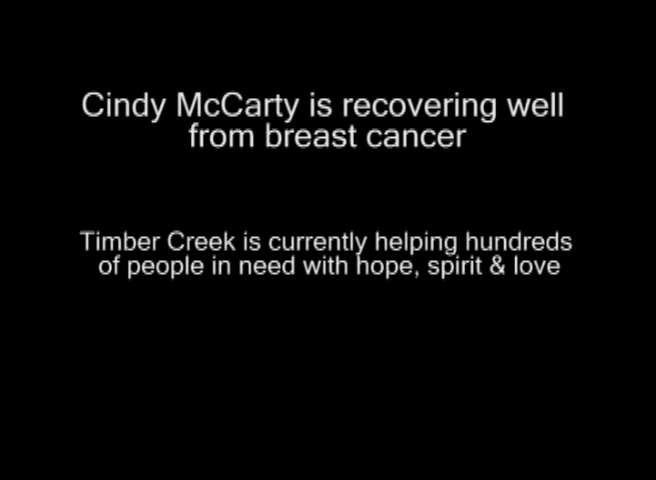 Cindy McCarty is recovering well
from breast cancer
Timber Creek is currently helping hundreds
of people in need with hope, spirit & love